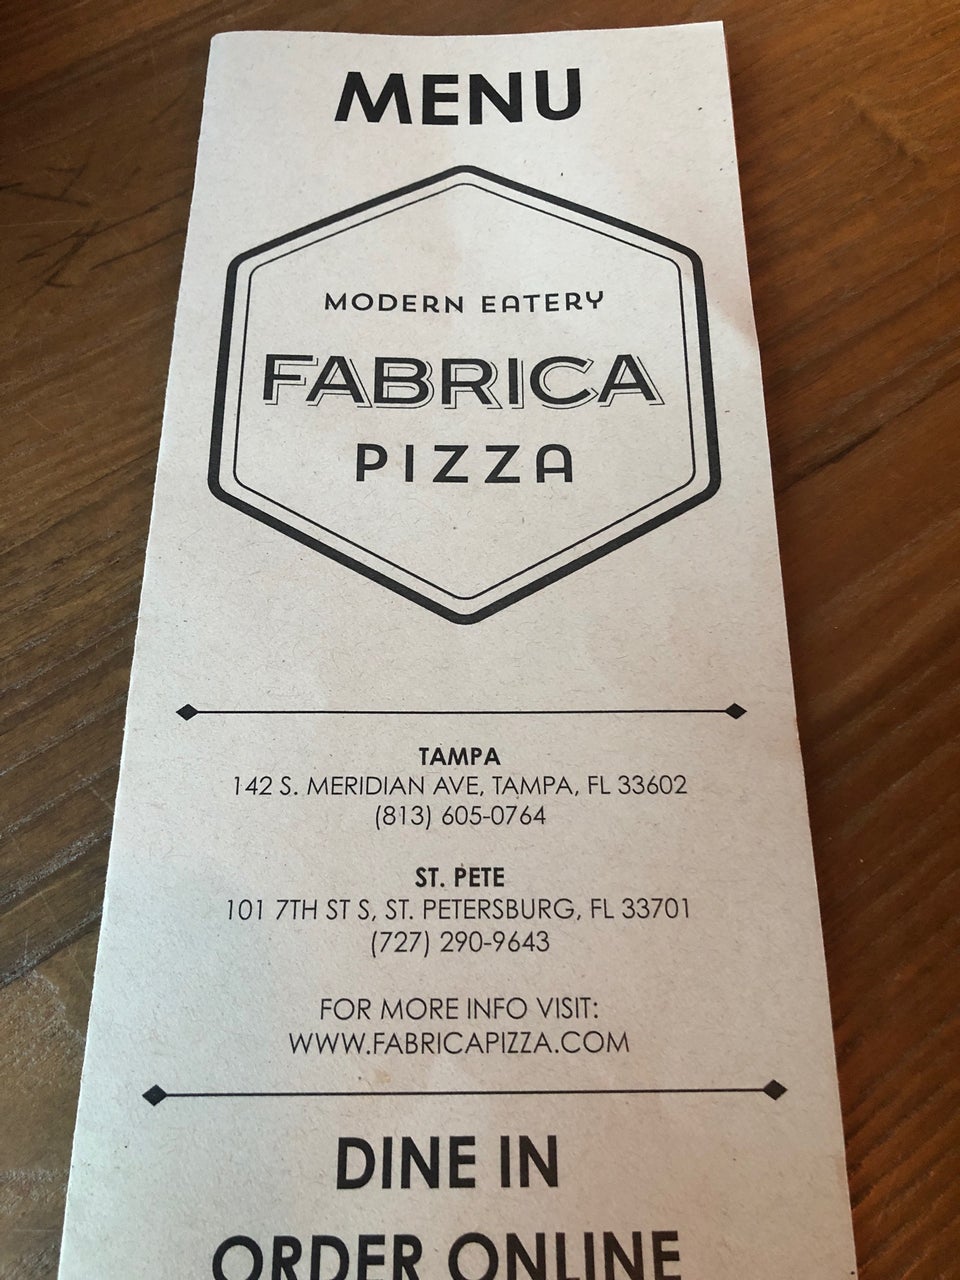 MENU
MODERN EATERY
FABRICA
PIZZA
TAMPA
142 S. MERIDIAN AVE, TAMPA, FL 33602
(813) 605-0764
ST. PETE
101 7TH ST S, ST. PETERSBURG, FL 33701
(727) 290-9643
FOR MORE INFO VISIT:
WWW.FABRICAPIZZA.COM
DINE IN
ORDER ONLINE